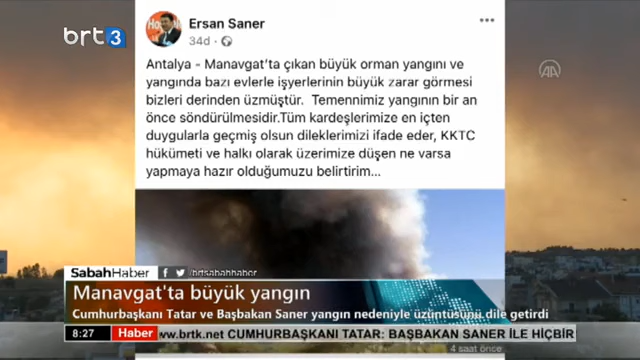 brt 3
Ersan Saner
34d
Antalya - Manavgat'ta çıkan büyük orman yangını ve
yangında bazı evlerle işyerlerinin büyük zarar görmesi
bizleri derinden üzmüştür. Temennimiz yangının bir an
önce söndürülmesidir.Tüm kardeşlerimize en içten
duygularla geçmiş olsun dileklerimizi ifade eder, KKTC
hükümeti ve halkı olarak üzerimize düşen ne varsa
yapmaya hazır olduğumuzu belirtirim...
AA
SabahHaber /brtsabahhaber
Manavgat'ta büyük yangın
Cumhurbaşkanı Tatar ve Başbakan Saner yangın nedeniyle üzüntüsünü dile getirdi
8:27 Haber www.brtk.net CUMHURBAŞKANI TATAR: BAŞBAKAN SANER İLE HİÇBİR
4 saat önce